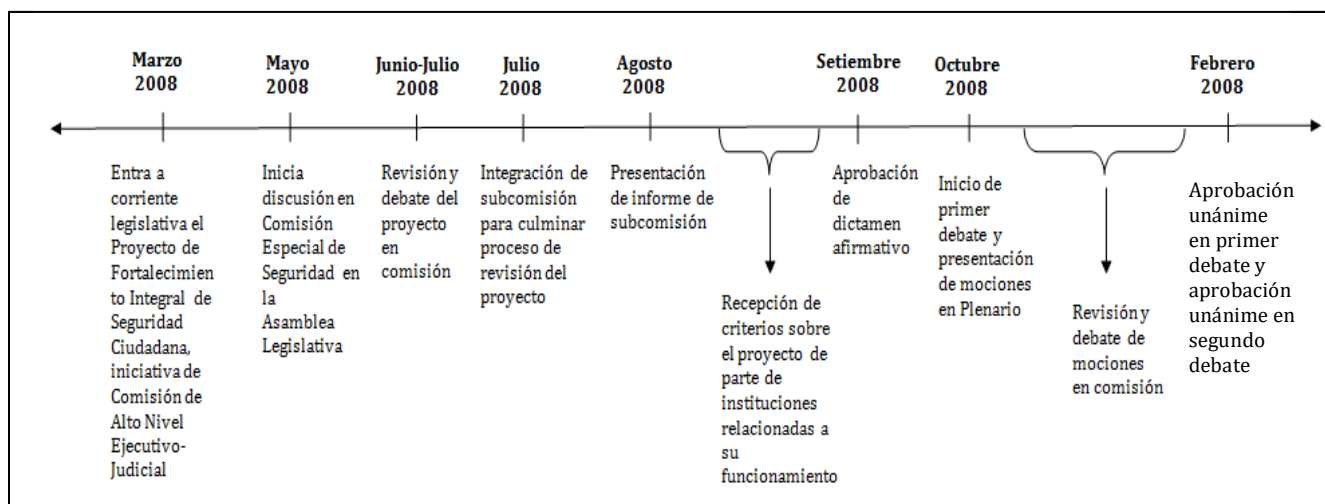 Marzo
2008
Mayo
2008
Junio-Julio
2008
Julio
2008
Agosto
2008
Setiembre
2008
Octubre
2008
Febrero
2008
Entra a
corriente
legislativa el
Proyecto de
Fortalecimien
to Integral de
Seguridad
Ciudadana,
iniciativa de
Comisión de
Alto Nivel
Ejecutivo-
Judicial
Inicia
discusión en
Comisión
Especial de
Seguridad en
la
Asamblea
Legislativa
Revisión y
debate del
proyecto
en
comisión
Integración de
subcomisión
para culminar
proceso de
revisión del
proyecto
Presentación
de informe de
subcomisión
Recepción de
criterios sobre
el proyecto de
parte de
instituciones
relacionadas a
su
funcionamiento
Aprobación
de
dictamen
afirmativo
Inicio de
primer
debate y
presentación
de mociones
en Plenario
Revisión y
debate de
mociones
en comisión
Aprobación
unánime
en primer
debate y
aprobación
unánime en
segundo
debate